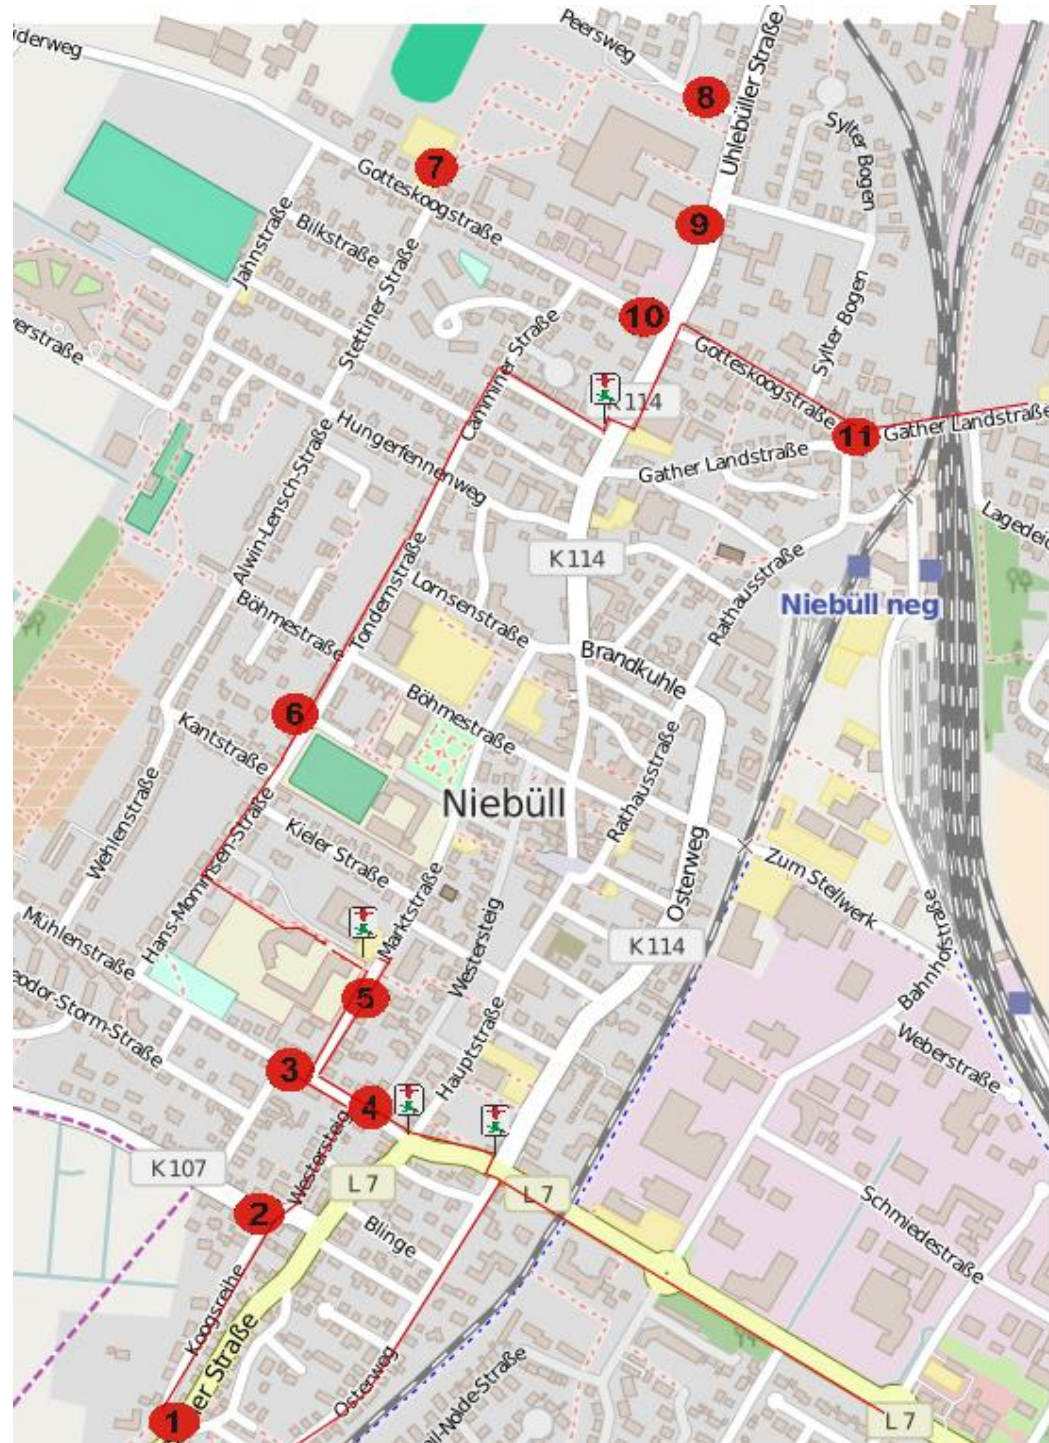 Peersweg
8
Uhlebüller Straße
Sylter Bogen
7
Gotteskoogstraße
9
Bilkstraße
Jahnstraße
Stettiner Straße
10
Sylter Bogen
Gotteskoogstraße
Camminer Straße
K 114
11
Gather Landstraße
Hungerfennenweg
Gather Landstraße
Alwin-Lensch-Straße
K 114
Lornsenstraße
Tondernstraße
Rathausstraße
Niebüll neg
Böhmestraße
Brandkuhle
6
Böhmestraße
Kantstraße
Rathausstraße
Niebüll
Wehlenstraße
Kieler Straße
Hans-Mommsen-Straße
Osterweg
Zum Stellwerk
Mühlenstraße
Marktstraße
Westersteig
K 114
Bahnhofstraße
5
Hauptstraße
Weberstraße
3
4
Westersteig
K 107
L 7
L 7
2
Blinge
Schmiedestraße
Koogsreihe
Osterweg
1
L 7